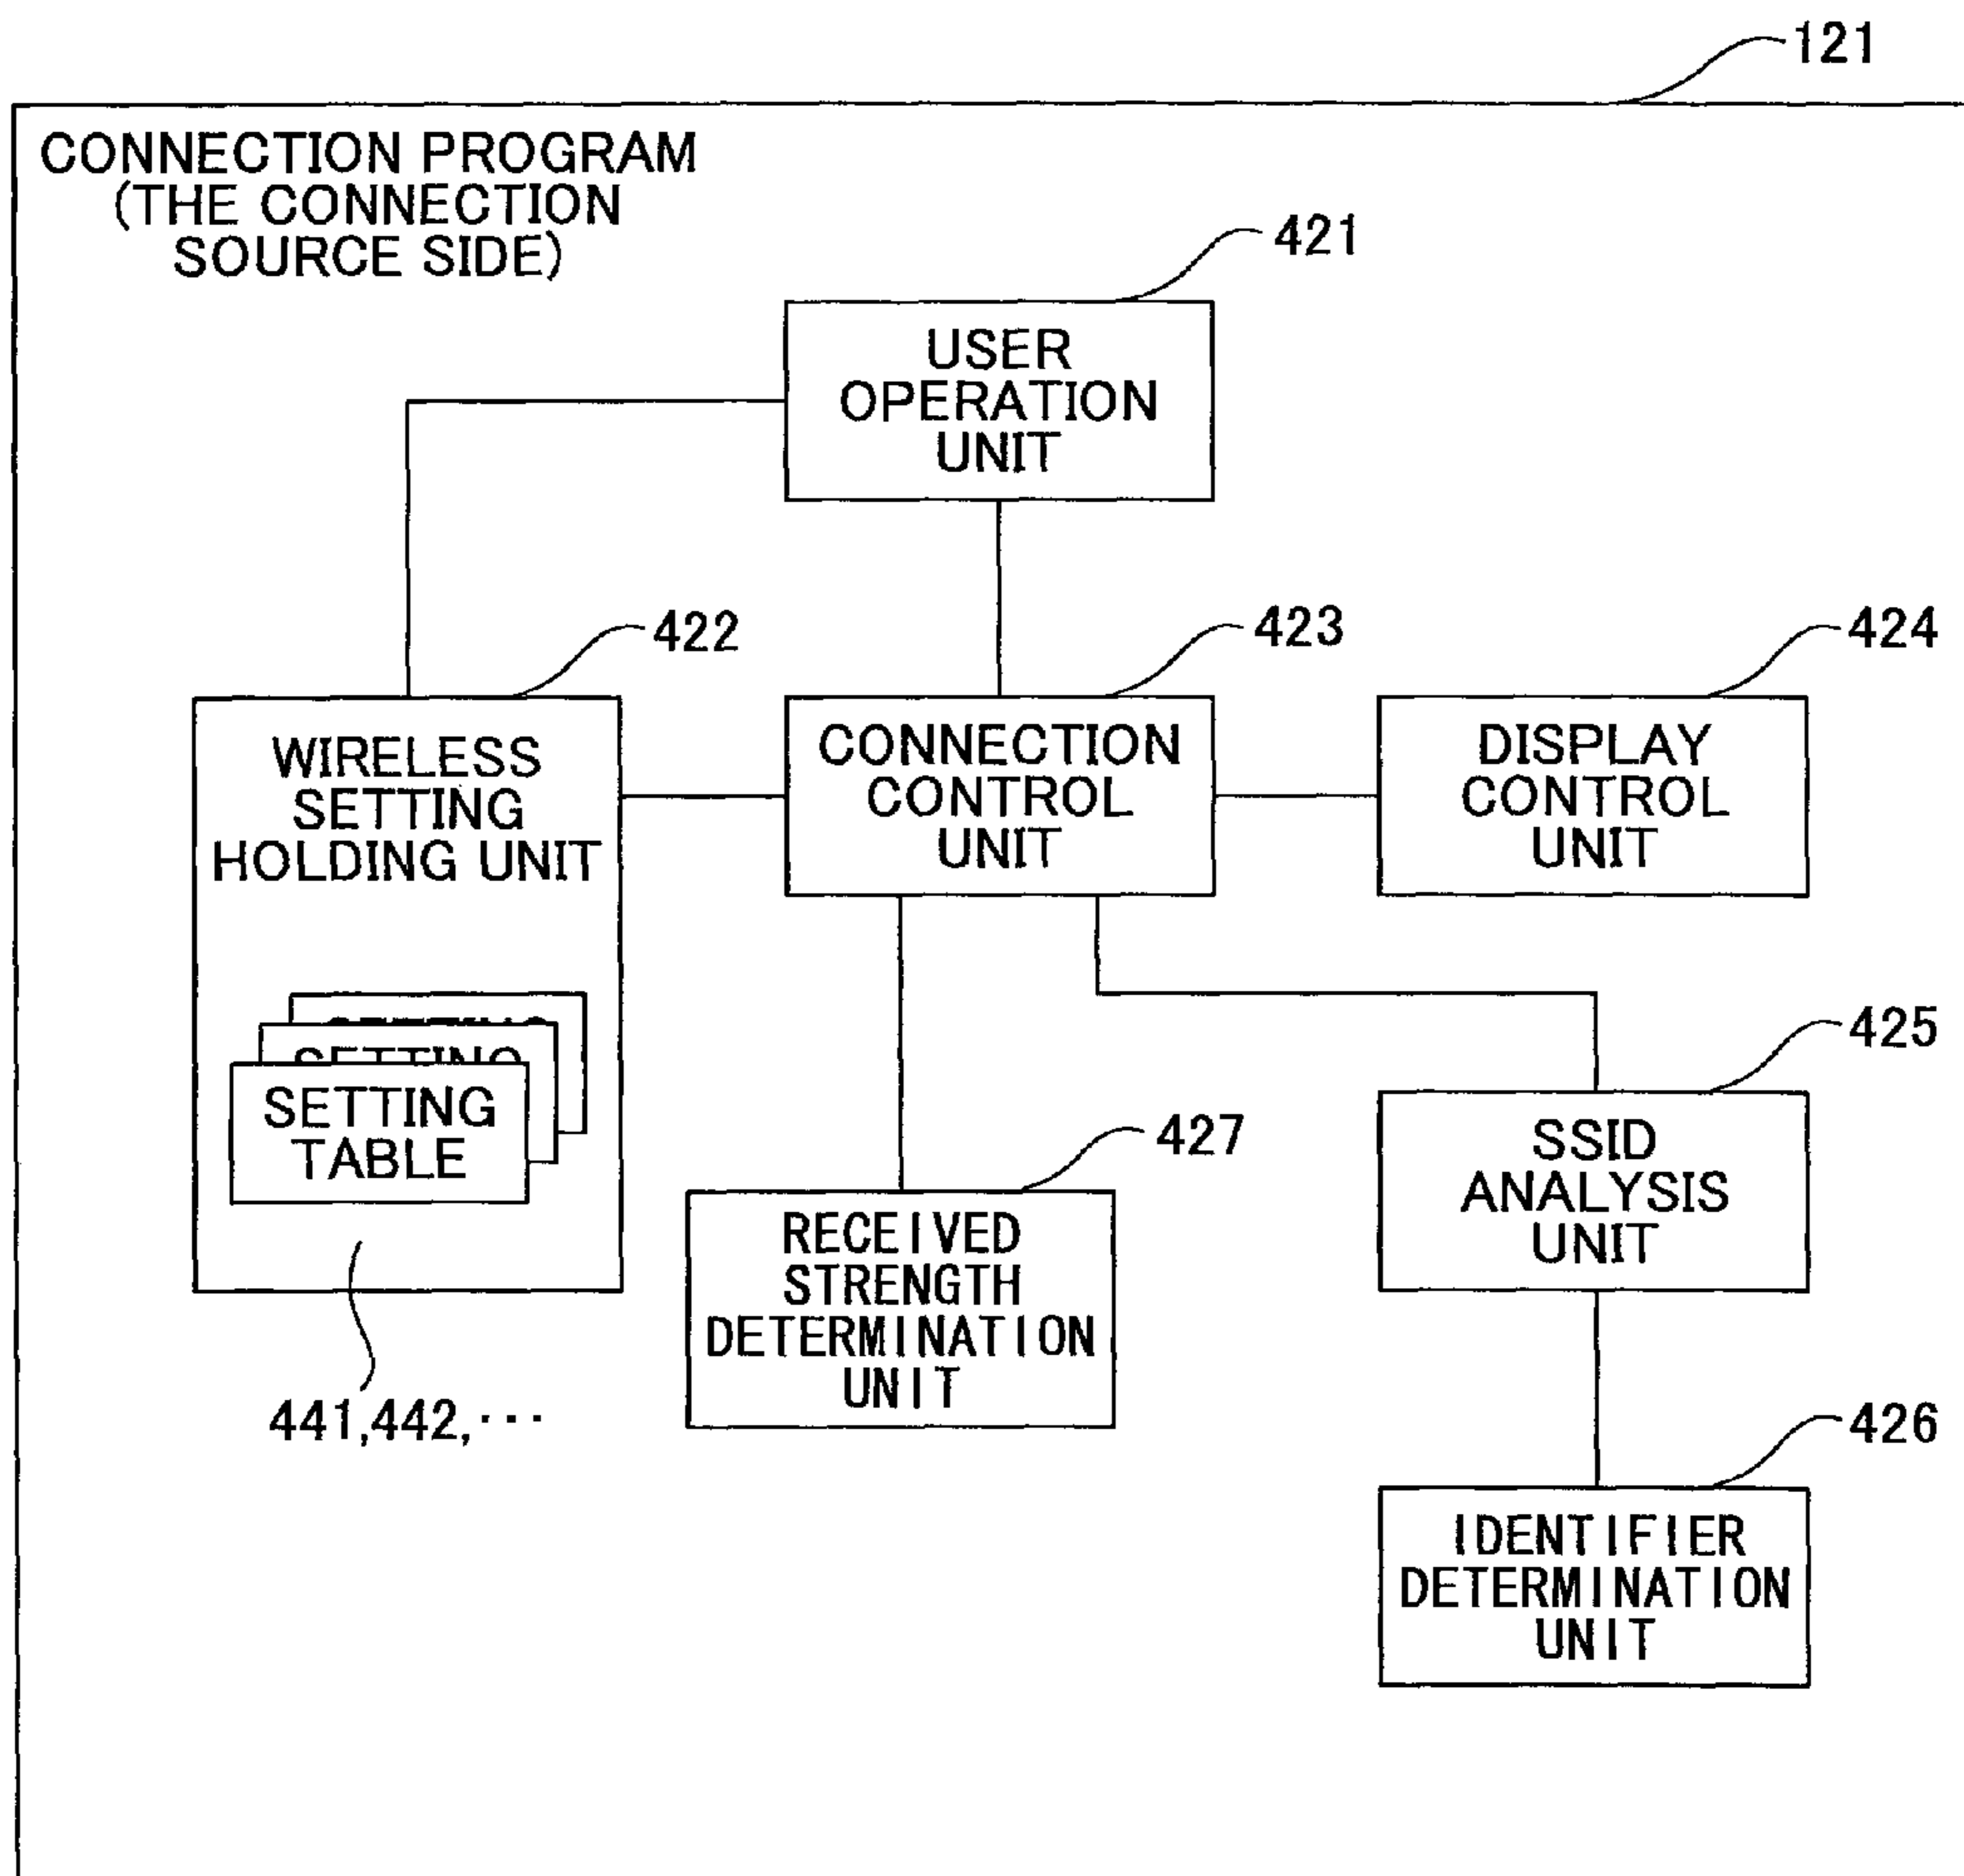 121
CONNECTION PROGRAM
(THE CONNECTION
SOURCE SIDE)
421
USER
OPERATION
UNIT
422
423
424
WIRELESS
SETTING
HOLDING UNIT
CONNECTION
CONTROL
UNIT
DISPLAY
CONTROL
UNIT
SETTING
SETTING
TABLE
441,442,···
427
RECEIVED
STRENGTH
DETERMINATION
UNIT
425
SSID
ANALYSIS
UNIT
426
IDENTIFIER
DETERMINATION
UNIT